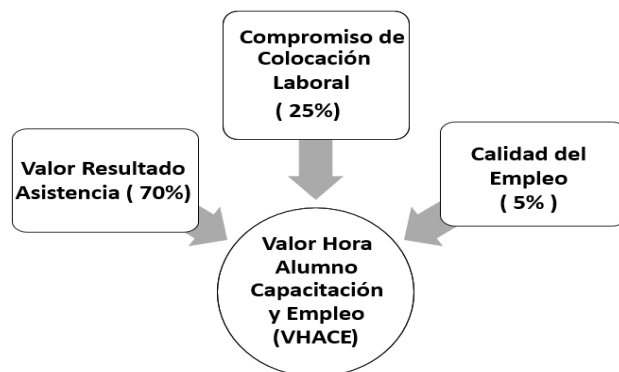 Compromiso de
Colocación
Laboral
( 25%)
Valor Resultado
Asistencia ( 70%)
Calidad del
Empleo
( 5% )
Valor Hora
Alumno
Capacitación
y Empleo
(VHACE)